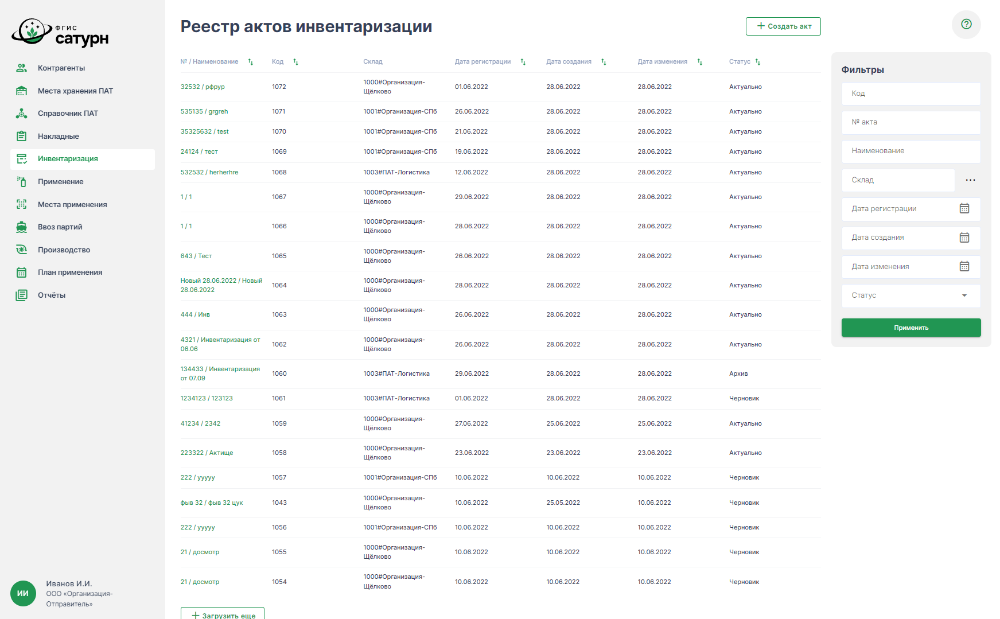 ФГИС
сатурн
Контрагенты
Места хранения ПАТ
Справочник ПАТ
Накладные
Инвентаризация
Применение
Места применения
Ввоз партий
Производство
План применения
Отчёты
ИИ
Иванов И.И.
ООО «Организация-
Отправитель»
Реестр актов инвентаризации
Создать акт
№ / Наименование Код Склад Дата регистрации Дата создания Дата изменения Статус
32532 / рфрур 1072 1000#Организация-Щёлково 01.06.2022 28.06.2022 28.06.2022 Актуально
535135 / grgreh 1071 1001#Организация-СПб 26.06.2022 28.06.2022 28.06.2022 Актуально
35325632 / test 1070 1001#Организация-СПб 21.06.2022 28.06.2022 28.06.2022 Актуально
24124 / тест 1069 1001#Организация-СПб 19.06.2022 28.06.2022 28.06.2022 Актуально
532532 / herherhre 1068 1003#ПАТ-Логистика 12.06.2022 28.06.2022 28.06.2022 Актуально
1 / 1 1067 1000#Организация-Щёлково 29.06.2022 28.06.2022 28.06.2022 Актуально
1 / 1 1066 1000#Организация-Щёлково 28.06.2022 28.06.2022 28.06.2022 Актуально
643 / Тест 1065 1000#Организация-Щёлково 26.06.2022 28.06.2022 28.06.2022 Актуально
Новый 28.06.2022 / Новый 28.06.2022 1064 1000#Организация-Щёлково 28.06.2022 28.06.2022 28.06.2022 Актуально
444 / Инв 1063 1000#Организация-Щёлково 26.06.2022 28.06.2022 28.06.2022 Актуально
4321 / Инвентаризация от 06.06 1062 1000#Организация-Щёлково 26.06.2022 28.06.2022 28.06.2022 Актуально
134433 / Инвентаризация от 07.09 1060 1003#ПАТ-Логистика 29.06.2022 28.06.2022 28.06.2022 Архив
1234123 / 123123 1061 1003#ПАТ-Логистика 01.06.2022 28.06.2022 28.06.2022 Черновик
41234 / 2342 1059 1000#Организация-Щёлково 27.06.2022 25.06.2022 25.06.2022 Актуально
223322 / Актище 1058 1000#Организация-Щёлково 23.06.2022 23.06.2022 23.06.2022 Актуально
222 / ууууу 1057 1001#Организация-СПб 10.06.2022 10.06.2022 10.06.2022 Черновик
фыв 32 / фыв 32 цук 1043 1000#Организация-Щёлково 10.06.2022 25.05.2022 10.06.2022 Черновик
222 / ууууу 1056 1001#Организация-СПб 10.06.2022 10.06.2022 10.06.2022 Черновик
21 / досмотр 1055 1000#Организация-Щёлково 10.06.2022 10.06.2022 10.06.2022 Черновик
21 / досмотр 1054 1000#Организация-Щёлково 10.06.2022 10.06.2022 10.06.2022 Черновик
Загрузить еще
Фильтры
Код
№ акта
Наименование
Склад
Дата регистрации
Дата создания
Дата изменения
Статус
Применить